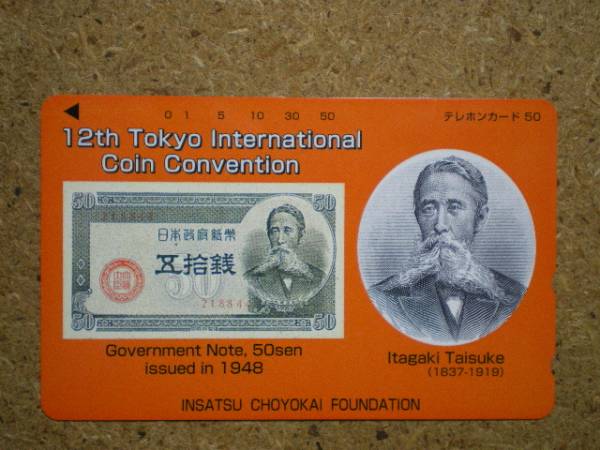 0 1 5 10 30 50
テレホンカード 50
12th Tokyo International
Coin Convention
50 50
日本政府紙幣
五拾銭
50
50 50
Government Note, 50sen
issued in 1948
Itagaki Taisuke
(1837-1919)
INSATSU CHOYOKAI FOUNDATION